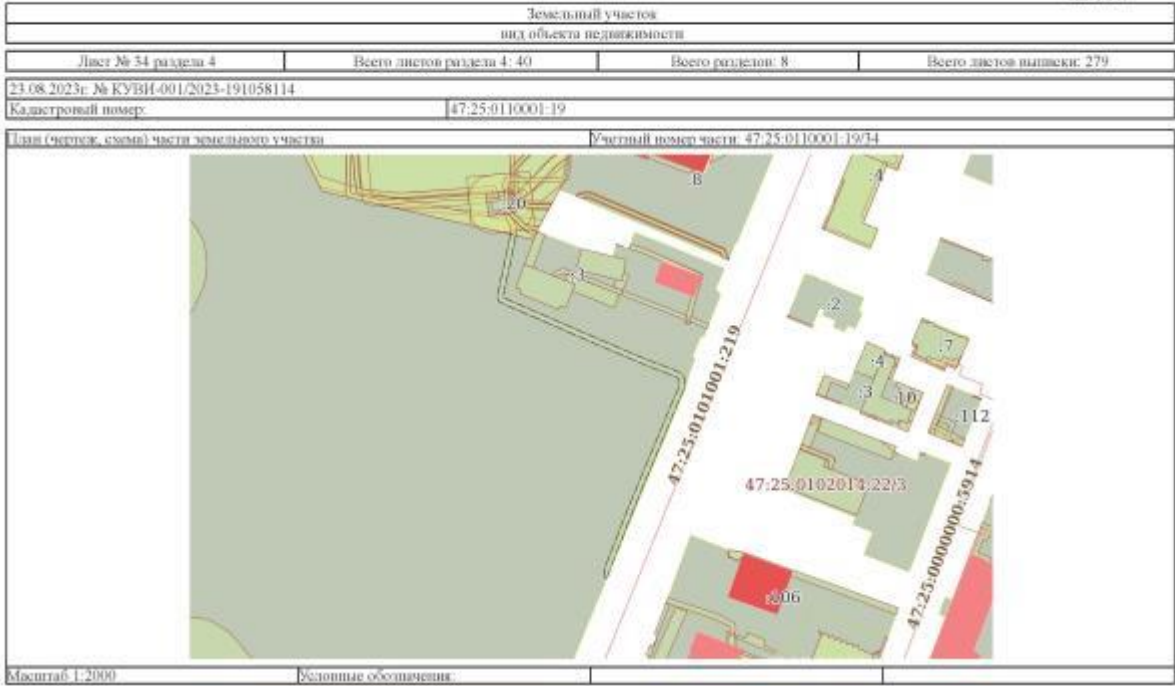 Земельный участок
вид объекта недвижимости
Лист № 34 раздела 4 Всего листов раздела 4: 40 Всего разделов: 8 Всего листов выписки: 279
23.08.2023г. № КУВИ-001/2023-191058114
Кадастровый номер: 47:25:0110001:19
План (чертеж, схема) части земельного участка Учетный номер части: 47:25:0110001:19/34
:8
:4
:20
:3
:2
47:25:0101001:219
:7
:4
:3
:10
:112
47:25:0102014:22/3
47:25:0000000:5914
:106
Масштаб 1:2000 Условные обозначения: